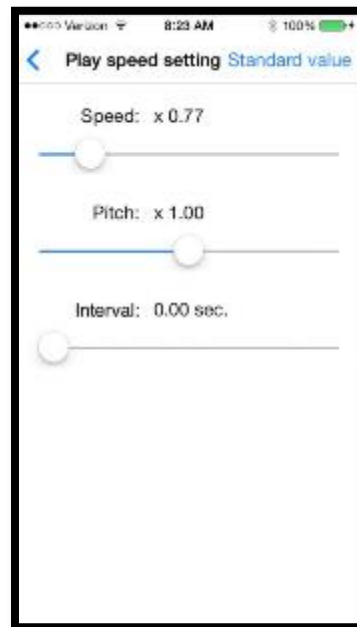 Verizon 8:23 AM 100%
Play speed setting Standard value
Speed: x 0.77
Pitch: x 1.00
Interval: 0.00 sec.